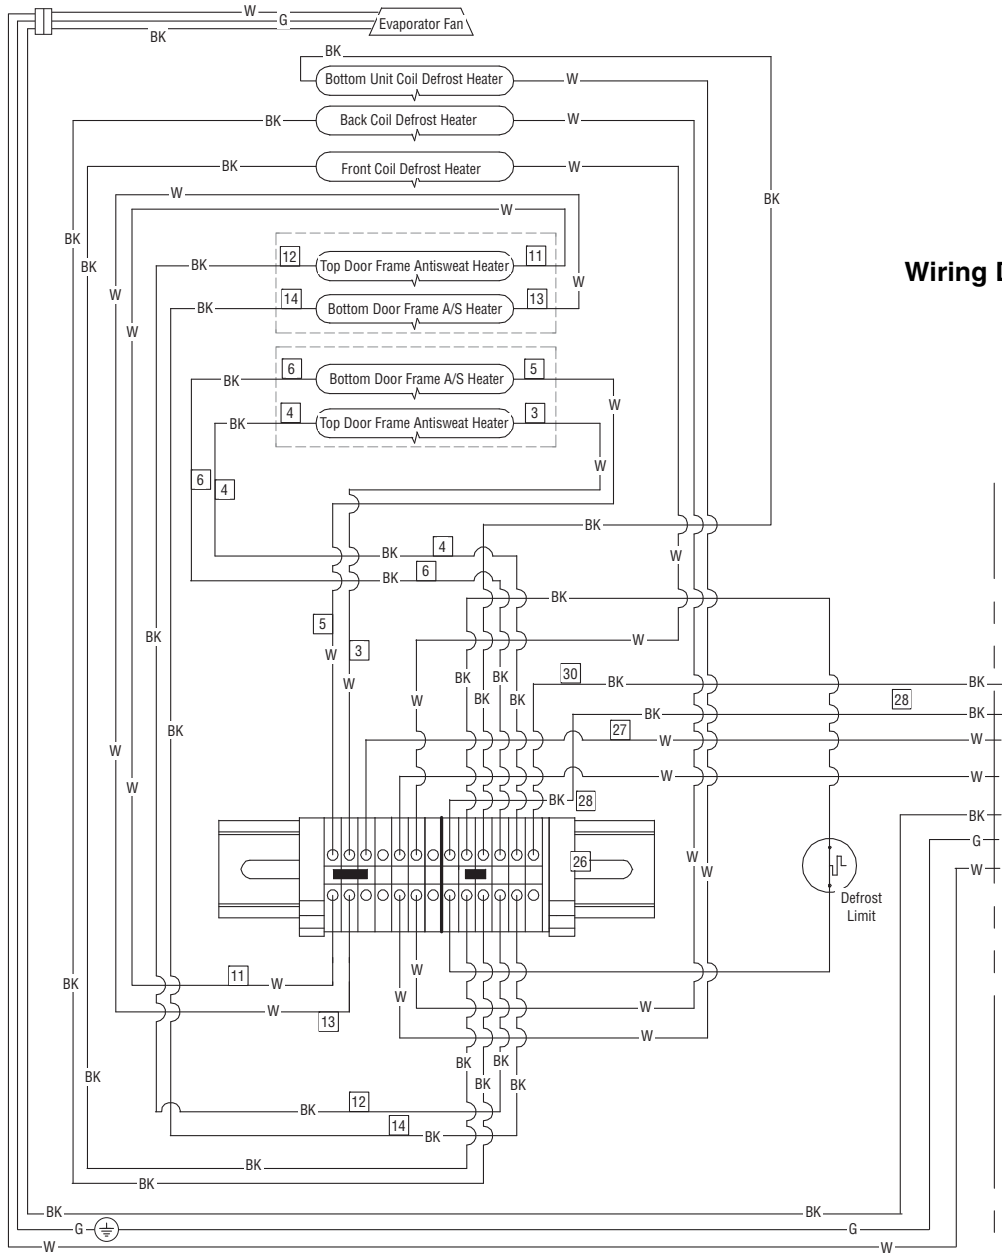 W
G
Evaporator Fan
BK
BK
Bottom Unit Coil Defrost Heater
W
BK
Back Coil Defrost Heater
W
BK
Front Coil Defrost Heater
W
W
BK
W
BK
BK
12
11
Wiring D
BK
Top Door Frame Antisweat Heater
W
W
14
13
BK
Bottom Door Frame A/S Heater
W
6
5
BK
Bottom Door Frame A/S Heater
W
4
3
BK
Top Door Frame Antisweat Heater
W
6
4
BK
4
BK
W
6
BK
BK
5
BK
W
W
3
30
BK
BK
W
BK
BK
BK
BK
28
W
BK
BK
BK
27
W
W
W
W
W
W
BK
28
BK
G
W
26
W
W
Defrost
Limit
11
W
W
BK
W
W
W
13
W
BK
BK
BK
BK
BK
12
BK
14
BK
BK
BK
BK
BK
G
G
W
W